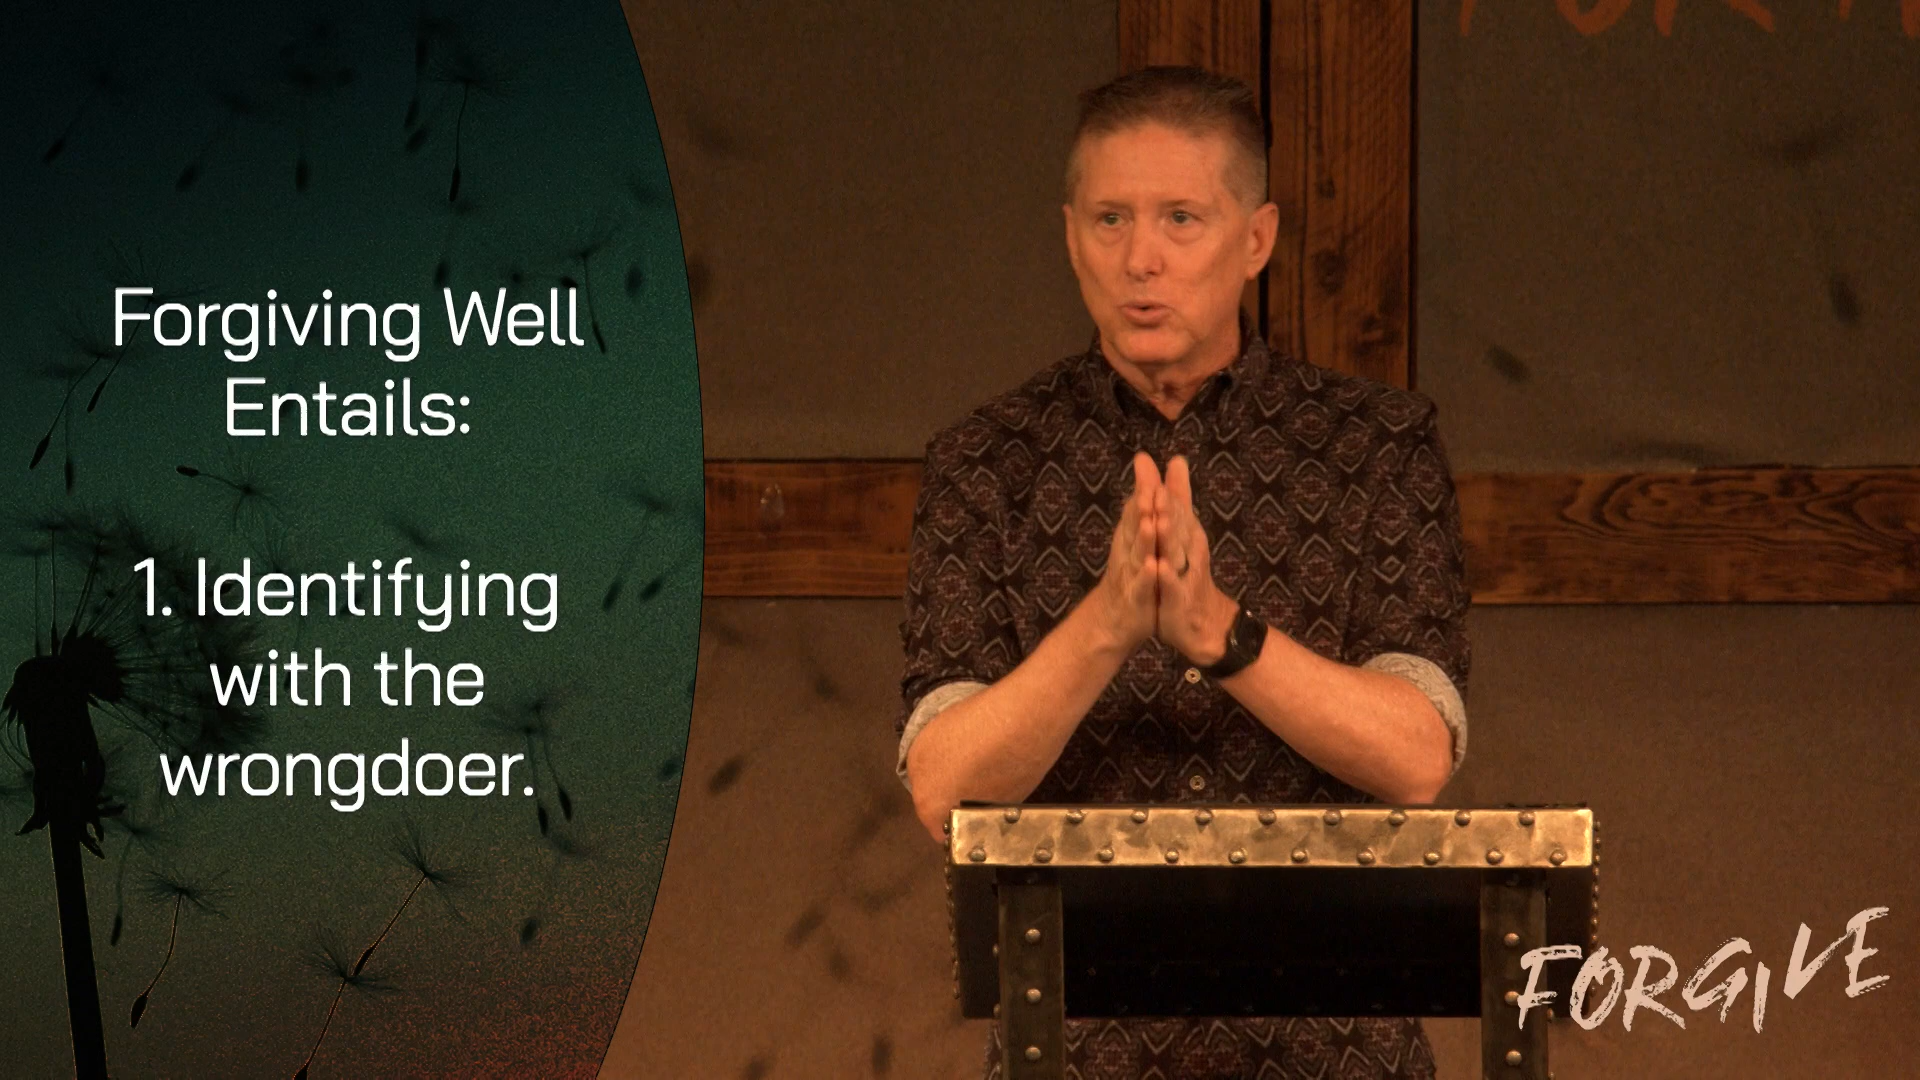 Forgiving Well
Entails:
1. Identifying
with the
wrongdoer.
FORGIVE